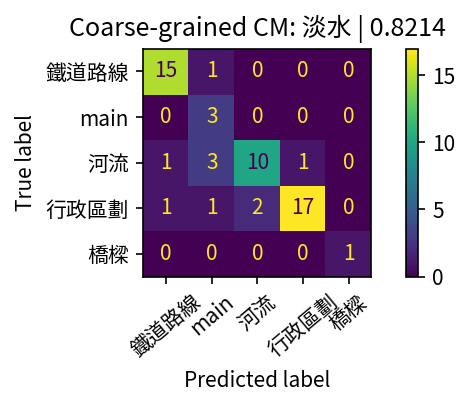 Coarse-grained CM: 淡水 | 0.8214
鐵道路線 15 1 0 0 0
main 0 3 0 0 0
河流 1 3 10 1 0
行政區劃 1 1 2 17 0
橋樑 0 0 0 0 1
鐵道路線 main 河流 行政區劃 橋樑
True label
Predicted label
15
10
5
0